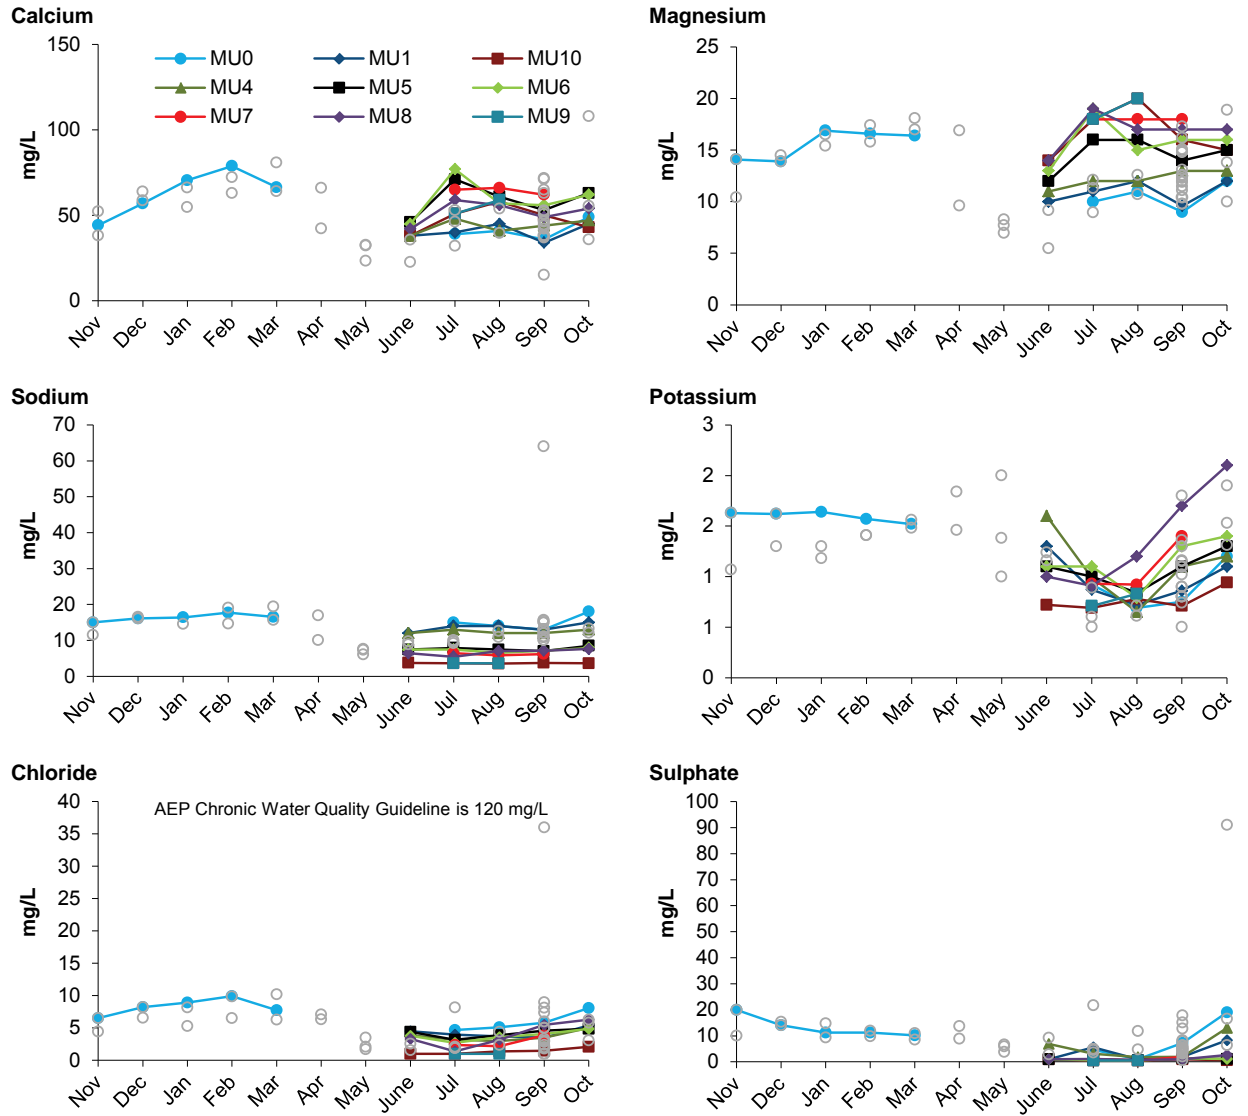 Calcium
mg/L
150
100
50
0
MU0 MU1 MU10
MU4 MU5 MU6
MU7 MU8 MU9
Nov Dec Jan Feb Mar Apr May June Jul Aug Sep Oct
Magnesium
mg/L
25
20
15
10
5
0
Nov Dec Jan Feb Mar Apr May June Jul Aug Sep Oct
Sodium
mg/L
70
60
50
40
30
20
10
0
Nov Dec Jan Feb Mar Apr May June Jul Aug Sep Oct
Potassium
mg/L
3
2
2
1
1
0
Nov Dec Jan Feb Mar Apr May June Jul Aug Sep Oct
Chloride
AEP Chronic Water Quality Guideline is 120 mg/L
mg/L
40
35
30
25
20
15
10
5
0
Nov Dec Jan Feb Mar Apr May June Jul Aug Sep Oct
Sulphate
mg/L
100
90
80
70
60
50
40
30
20
10
0
Nov Dec Jan Feb Mar Apr May June Jul Aug Sep Oct